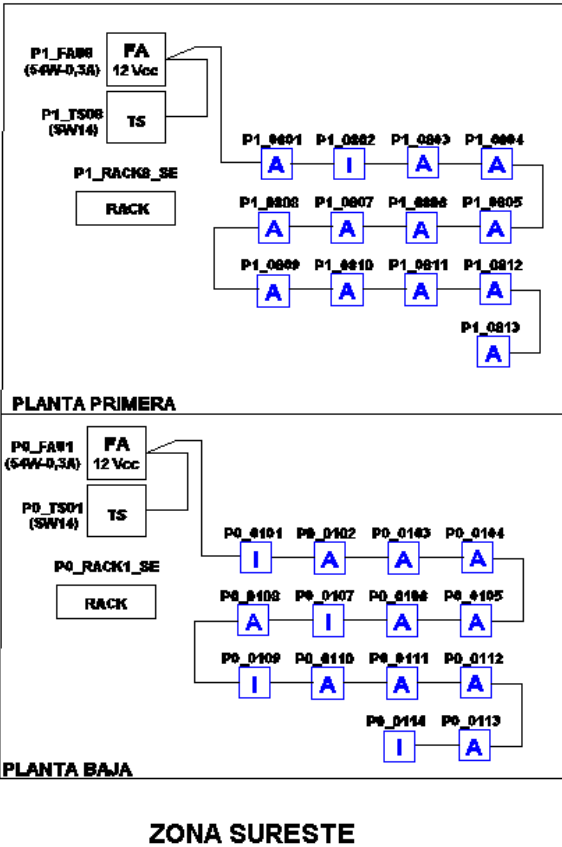 P1_FA08 FA
(54W-0,3A) 12 Vcc
P1_TS08 TS
(SW14)
P1_RACK8_SE
RACK
P1_0801 P1_0802 P1_0803 P1_0804
A I A A
P1_0808 P1_0807 P1_0806 P1_0805
A A A A
P1_0809 P1_0810 P1_0811 P1_0812
A A A A
P1_0813
A
PLANTA PRIMERA
P0_FA01 FA
(54W-0,3A) 12 Vcc
P0_TS01 TS
(SW14)
P0_RACK1_SE
RACK
P0_0101 P0_0102 P0_0103 P0_0104
I A A A
P0_0108 P0_0107 P0_0106 P0_0105
A I A A
P0_0109 P0_0110 P0_0111 P0_0112
I A A A
P0_0114 P0_0113
I A
PLANTA BAJA
ZONA SURESTE